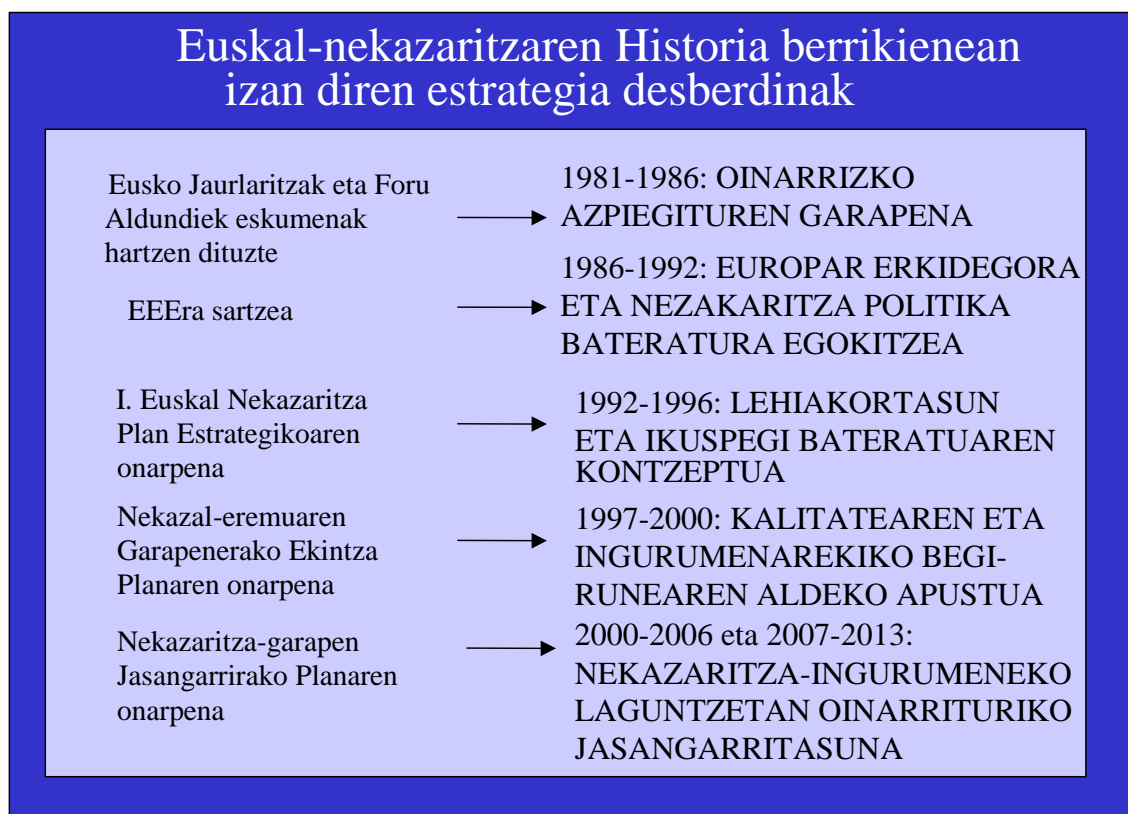 Euskal-nekazaritzaren Historia berrikienean
izan diren estrategia desberdinak
Eusko Jaurlaritzak eta Foru
Aldundiek eskumenak
hartzen dituzte
1981-1986: OINARRIZKO
AZPIEGITUREN GARAPENA
EEEra sartzea
1986-1992: EUROPAR ERKIDEGORA
ETA NEZAKARITZA POLITIKA
BATERATURA EGOKITZEA
I. Euskal Nekazaritza
Plan Estrategikoaren
onarpena
1992-1996: LEHIAKORTASUN
ETA IKUSPEGI BATERATUAREN
KONTZEPTUA
Nekazal-eremuaren
Garapenerako Ekintza
Planaren onarpena
1997-2000: KALITATEAREN ETA
INGURUMENAREKIKO BEGI-
RUNEAREN ALDEKO APUSTUA
Nekazaritza-garapen
Jasangarrirako Planaren
onarpena
2000-2006 eta 2007-2013:
NEKAZARITZA-INGURUMENEKO
LAGUNTZETAN OINARRITURIKO
JASANGARRITASUNA